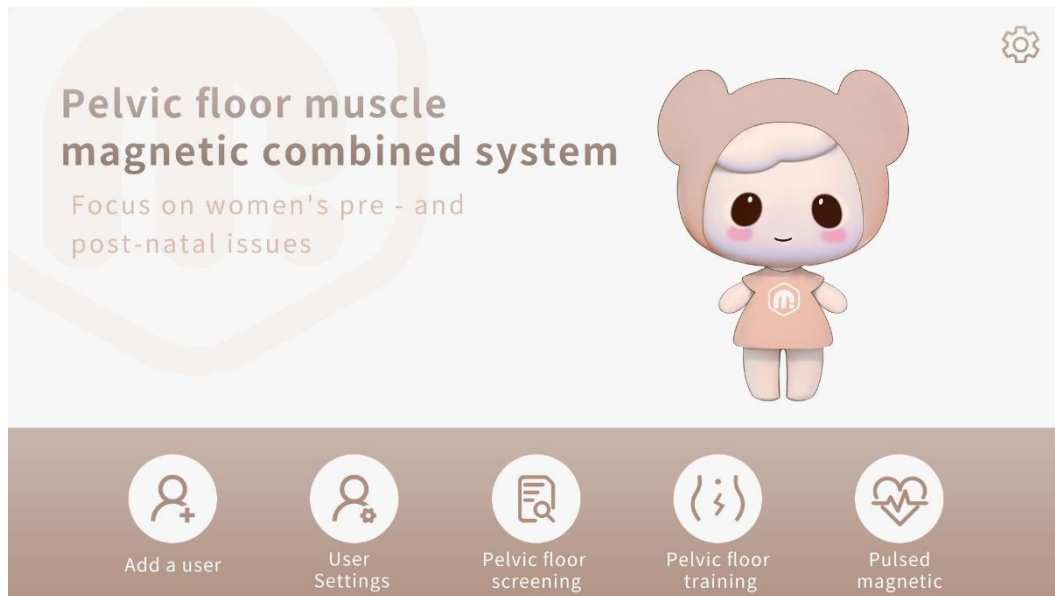 Pelvic floor muscle
magnetic combined system
Focus on women's pre - and
post-natal issues
Add a user
User
Settings
Pelvic floor
screening
Pelvic floor
training
Pulsed
magnetic